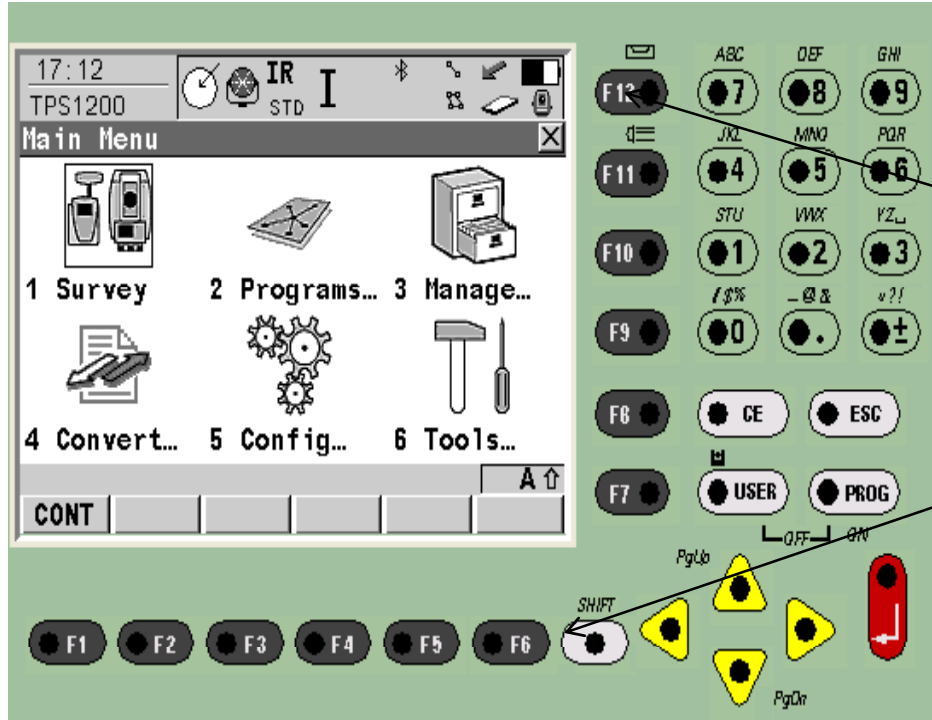 17:12
TPS1200
IR
STD
I
Main Menu
1 Survey
2 Programs…
3 Manage…
4 Convert…
5 Config…
6 Tools…
A
CONT
ABC DEF GHI
F12 7 8 9
JKL MNO PQR
F11 4 5 6
STU VWX YZ␣
F10 1 2 3
/$% _@& *?!
F9 0 . ±
F8 CE ESC
F7 USER PROG
OFF ON
PgUp
SHIFT
F1 F2 F3 F4 F5 F6
PgDn